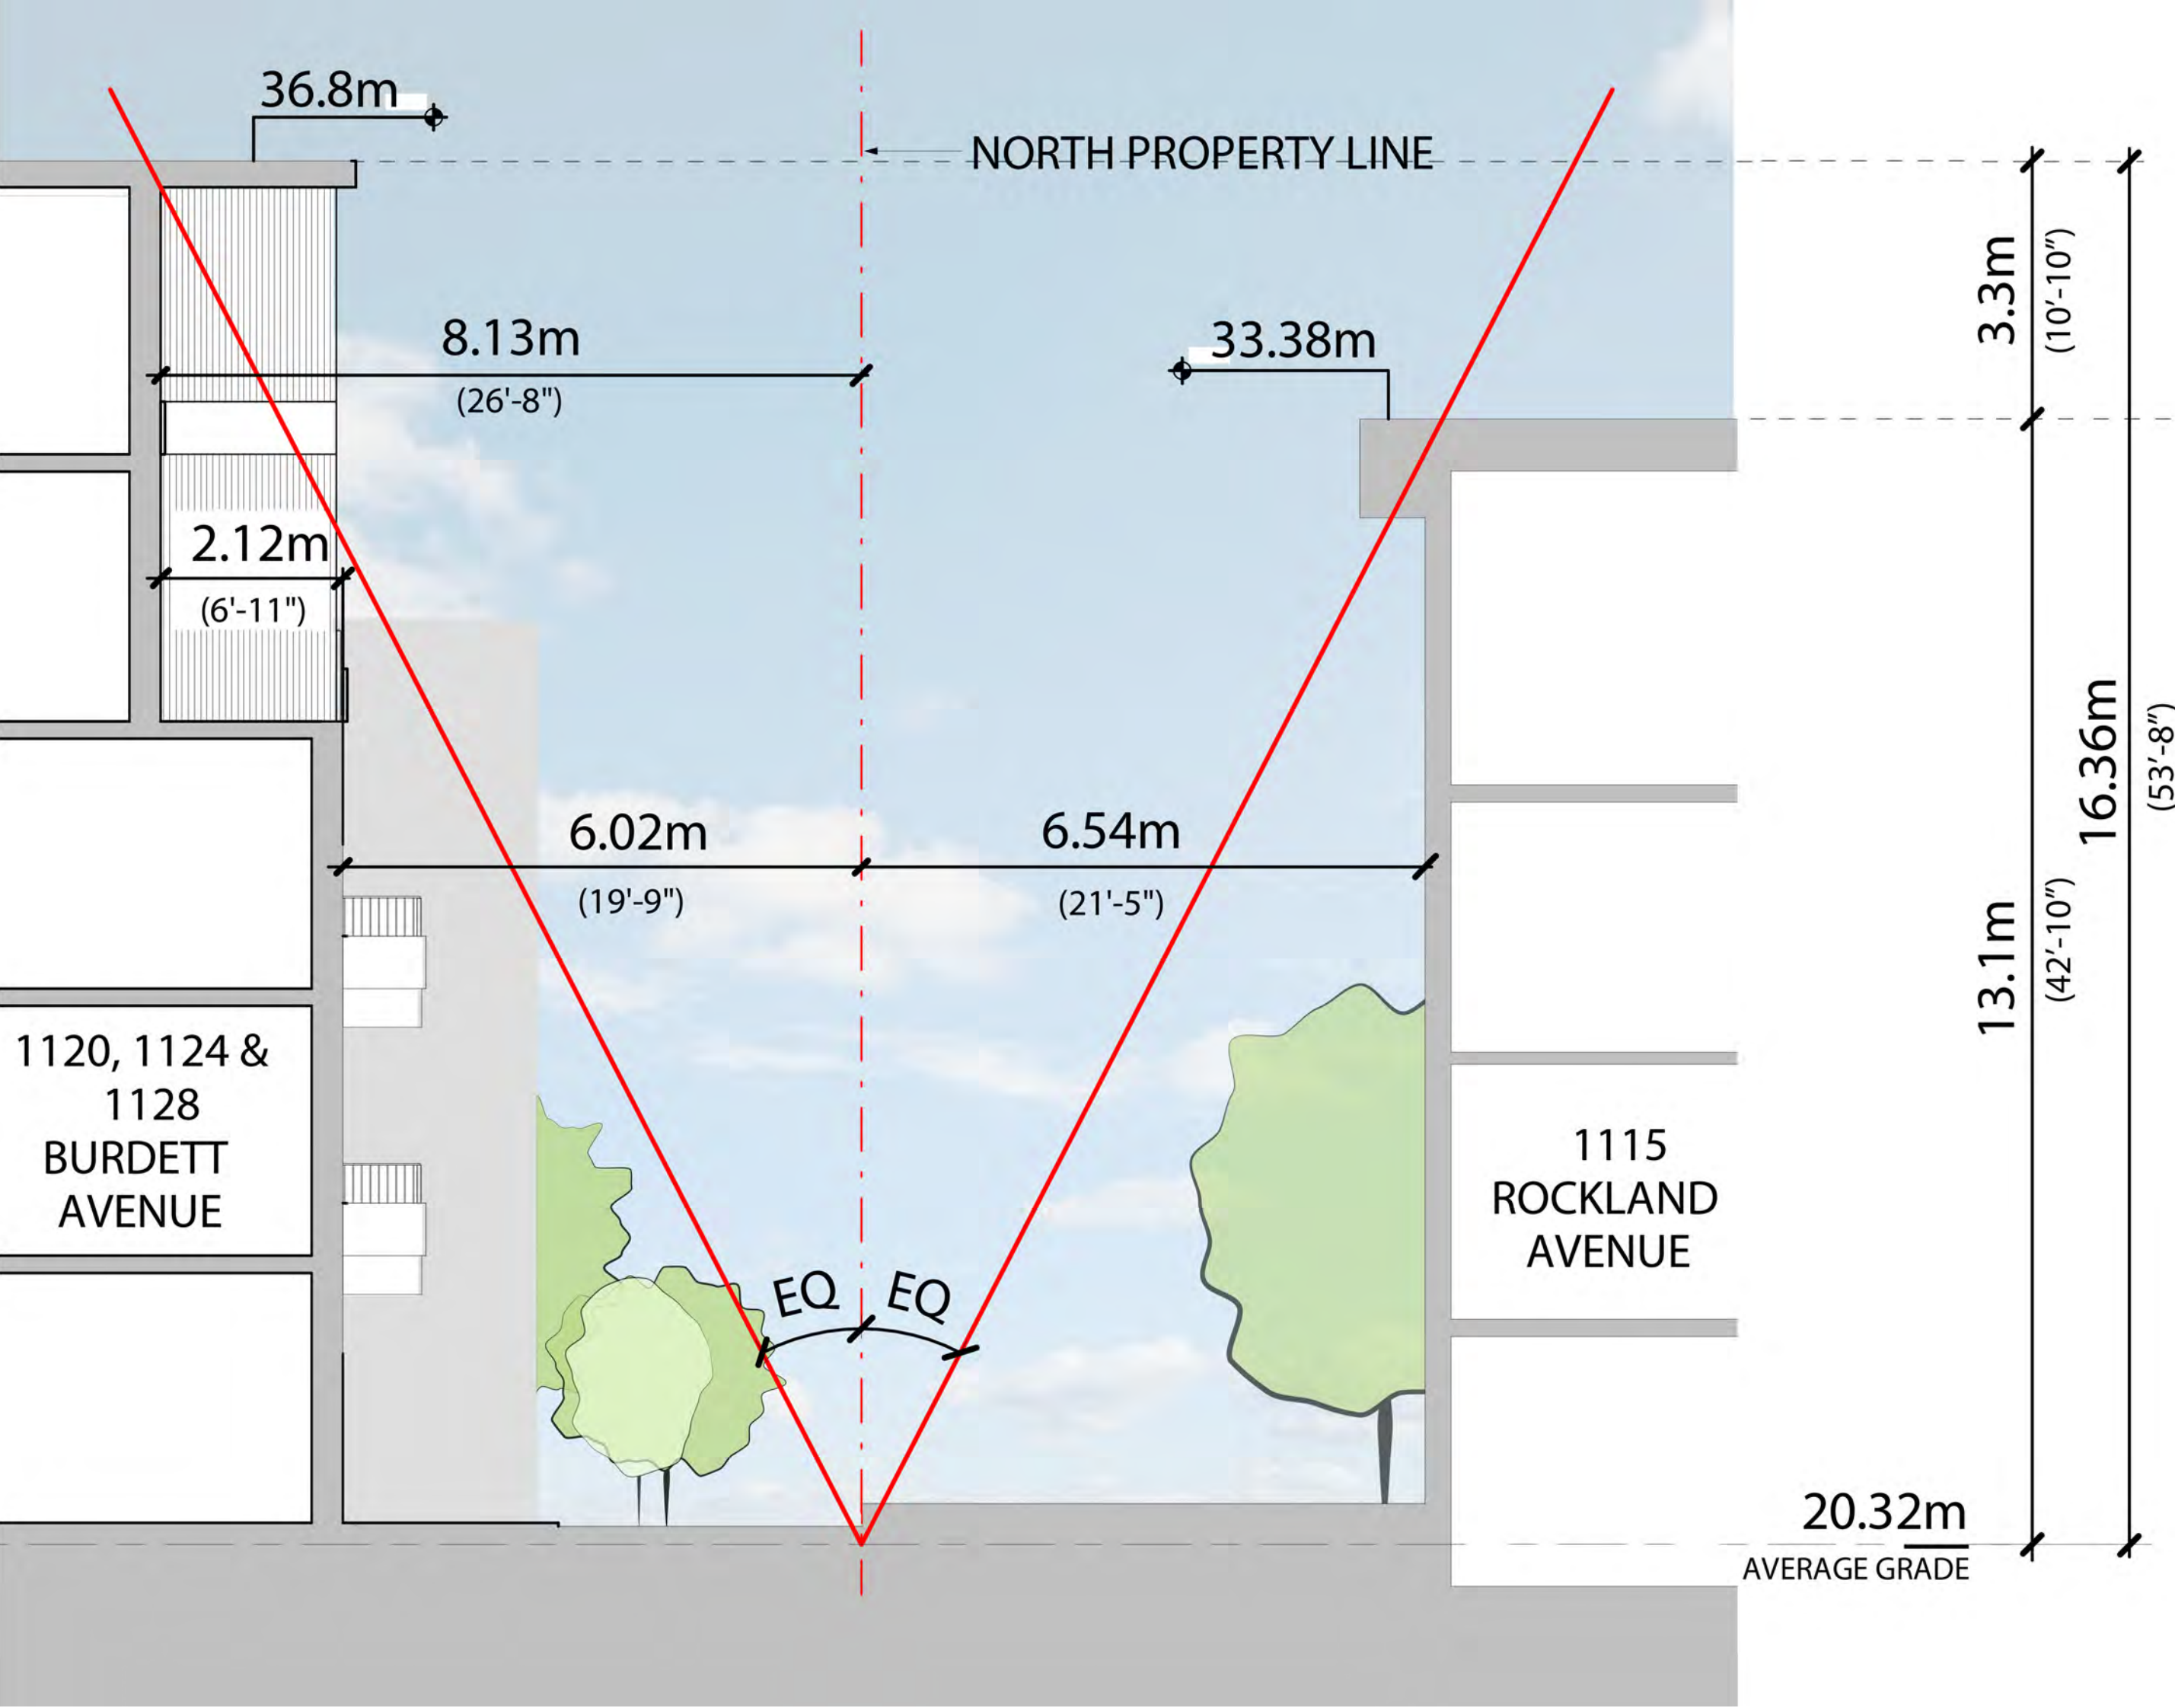 36.8m
NORTH PROPERTY LINE
3.3m
(10'-10")
8.13m
(26'-8")
33.38m
2.12m
(6'-11")
16.36m
(53'-8")
6.02m
(19'-9")
6.54m
(21'-5")
13.1m
(42'-10")
1120, 1124 &
1128
BURDETT
AVENUE
1115
ROCKLAND
AVENUE
EQ EQ
20.32m
AVERAGE GRADE